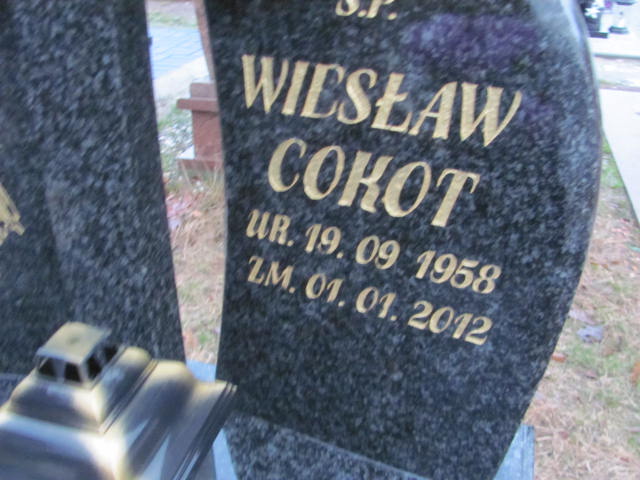 Ś.P.
WIESŁAW
COKOT
UR. 19. 09 1958
ZM. 01. 01. 2012